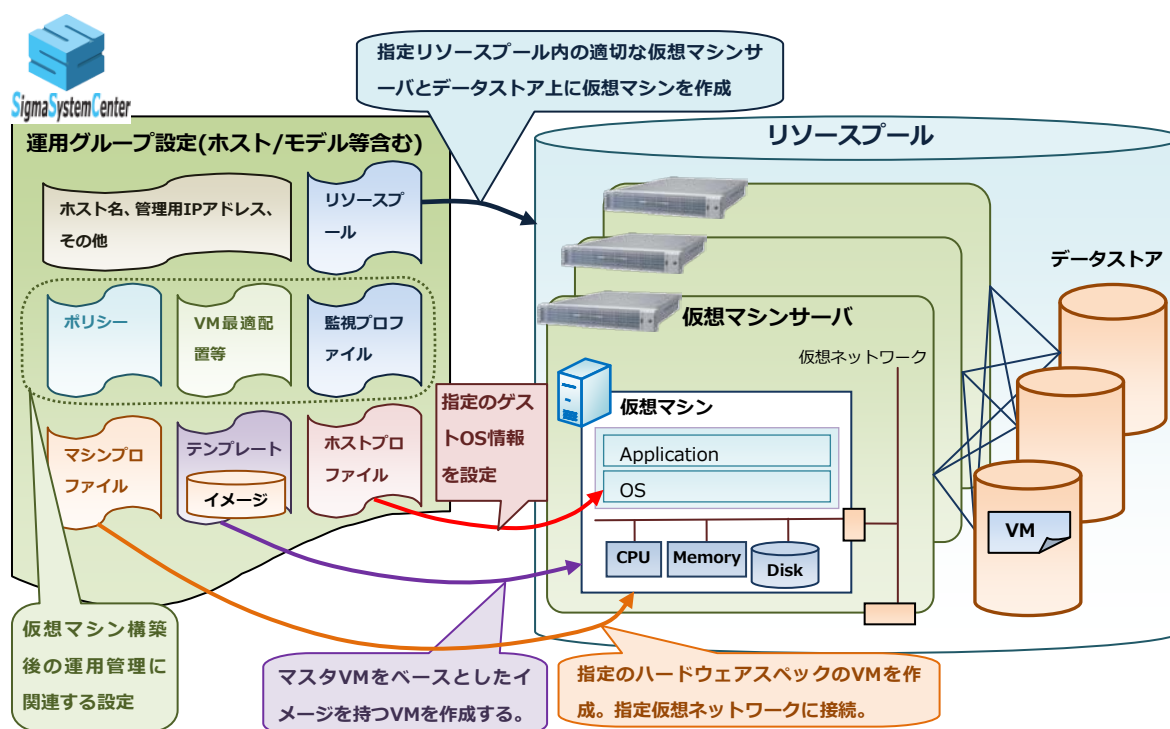 指定リソースプール内の適切な仮想マシンサ
ーバとデータストア上に仮想マシンを作成
SigmaSystemCenter
運用グループ設定(ホスト/モデル等含む)
リソースプール
ホスト名、管理用IPアドレス、
その他
リソースプ
ール
データストア
ポリシー
VM最適配
置等
監視プロフ
ァイル
仮想マシンサーバ
仮想ネットワーク
指定のゲス
トOS情報
を設定
仮想マシン
マシンプロ
ファイル
テンプレート
イメージ
ホストプロ
ファイル
Application
OS
CPU
Memory
Disk
VM
仮想マシン構築
後の運用管理に
関連する設定
マスタVMをベースとしたイ
メージを持つVMを作成する。
指定のハードウェアスペックのVMを作
成。指定仮想ネットワークに接続。